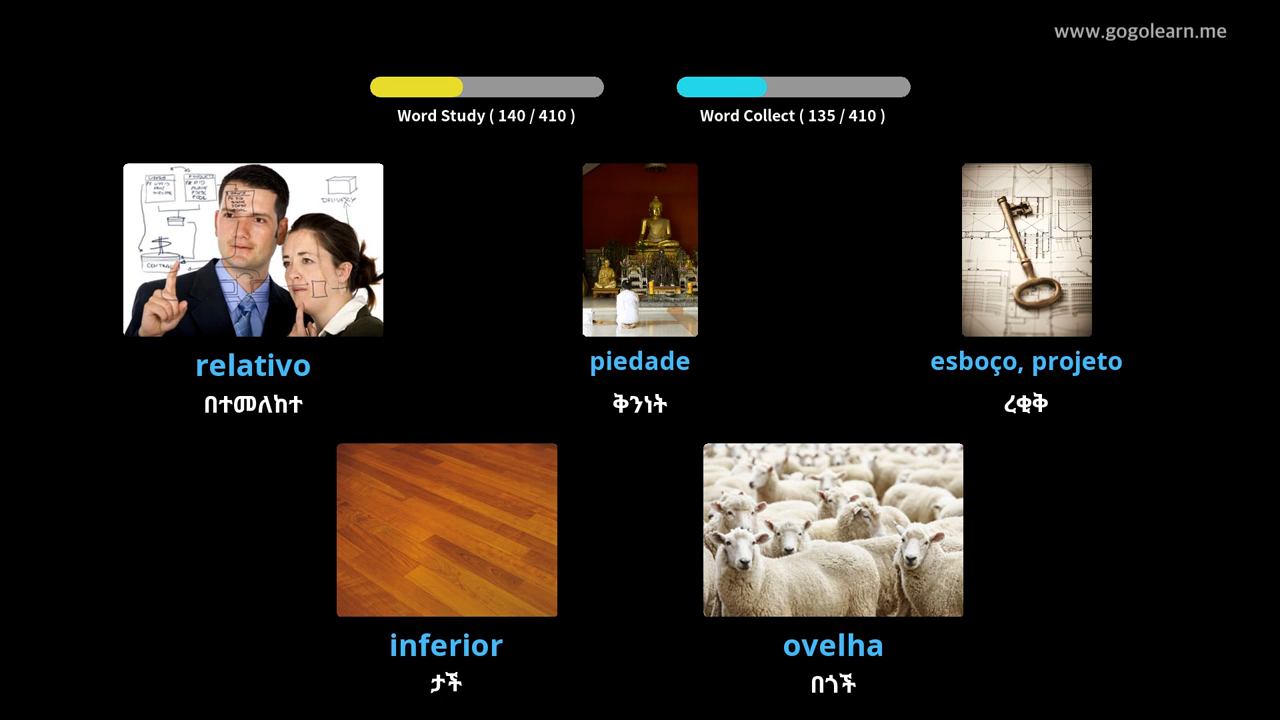 www.gogolearn.me
Word Study ( 140 / 410 )
Word Collect ( 135 / 410 )
DELIVERY
relativo
በተመለከተ
piedade
ቅንነት
esboço, projeto
ረቂቅ
inferior
ታች
ovelha
በጎች